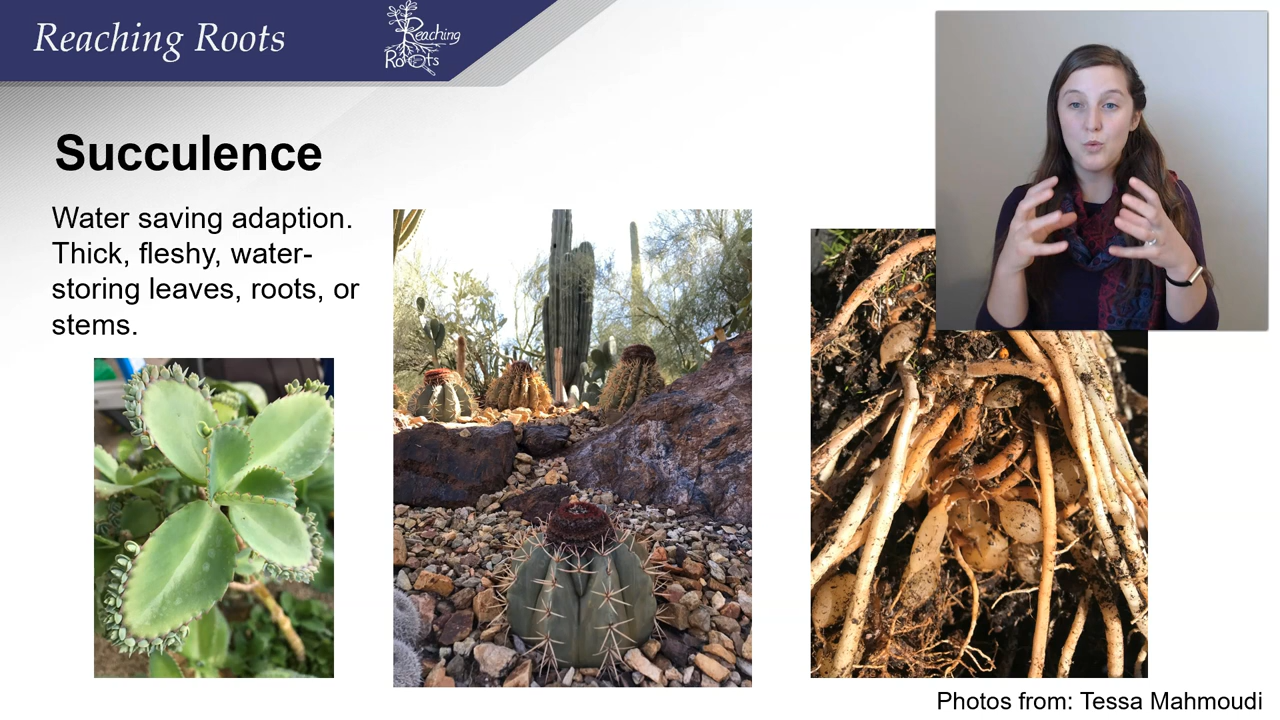 Reaching Roots
Reaching
Roots
Succulence
Water saving adaption.
Thick, fleshy, water-
storing leaves, roots, or
stems.
Photos from: Tessa Mahmoudi